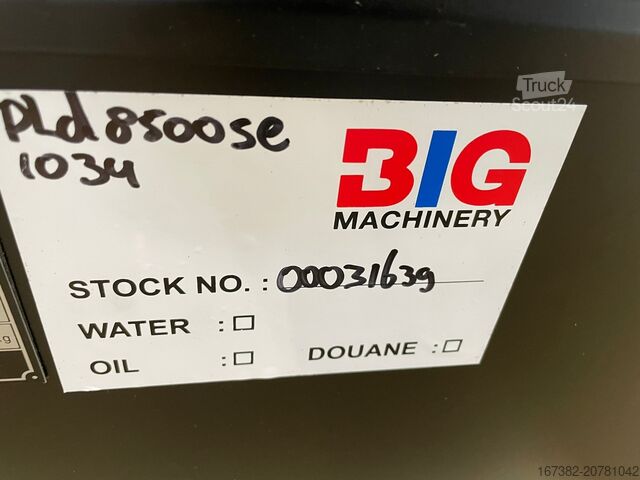 Truck
Scout24
PLd8500se
1034
BIG
MACHINERY
STOCK NO. : 00031639
WATER : ☐
OIL : ☐
DOUANE : ☐
g
167382-20781042